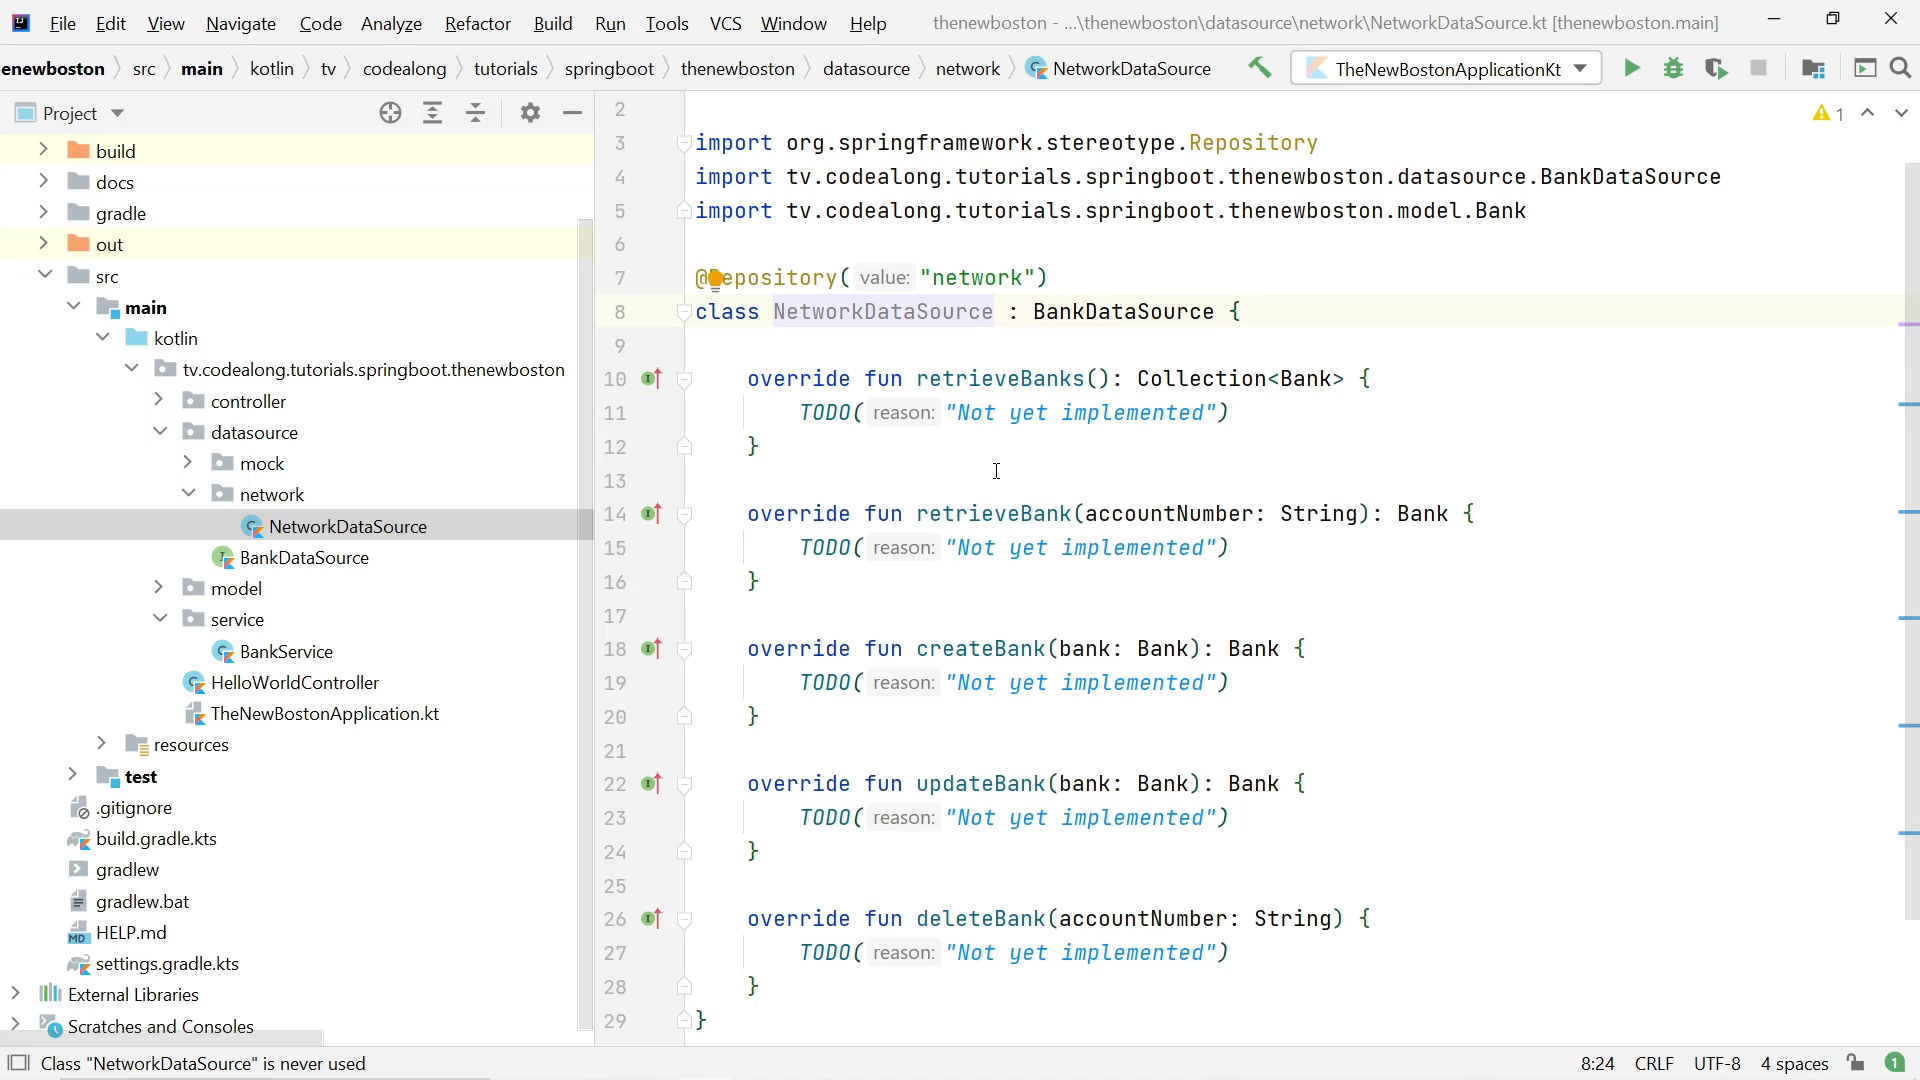 File Edit View Navigate Code Analyze Refactor Build Run Tools VCS Window Help thenewboston - ...\thenewboston\datasource\network\NetworkDataSource.kt [thenewboston.main]
enewboston src main kotlin tv codealong tutorials springboot thenewboston datasource network NetworkDataSource TheNewBostonApplicationKt
Project
build
docs
gradle
out
src
main
kotlin
tv.codealong.tutorials.springboot.thenewboston
controller
datasource
mock
network
NetworkDataSource
BankDataSource
model
service
BankService
HelloWorldController
TheNewBostonApplication.kt
resources
test
.gitignore
build.gradle.kts
gradlew
gradlew.bat
HELP.md
settings.gradle.kts
External Libraries
Scratches and Consoles
1
2
3 import org.springframework.stereotype.Repository
4 import tv.codealong.tutorials.springboot.thenewboston.datasource.BankDataSource
5 import tv.codealong.tutorials.springboot.thenewboston.model.Bank
6
7 @Repository( value: "network")
8 class NetworkDataSource : BankDataSource {
9
10 override fun retrieveBanks(): Collection<Bank> {
11 TODO( reason: "Not yet implemented")
12 }
13
14 override fun retrieveBank(accountNumber: String): Bank {
15 TODO( reason: "Not yet implemented")
16 }
17
18 override fun createBank(bank: Bank): Bank {
19 TODO( reason: "Not yet implemented")
20 }
21
22 override fun updateBank(bank: Bank): Bank {
23 TODO( reason: "Not yet implemented")
24 }
25
26 override fun deleteBank(accountNumber: String) {
27 TODO( reason: "Not yet implemented")
28 }
29 }
Class "NetworkDataSource" is never used 8:24 CRLF UTF-8 4 spaces 1